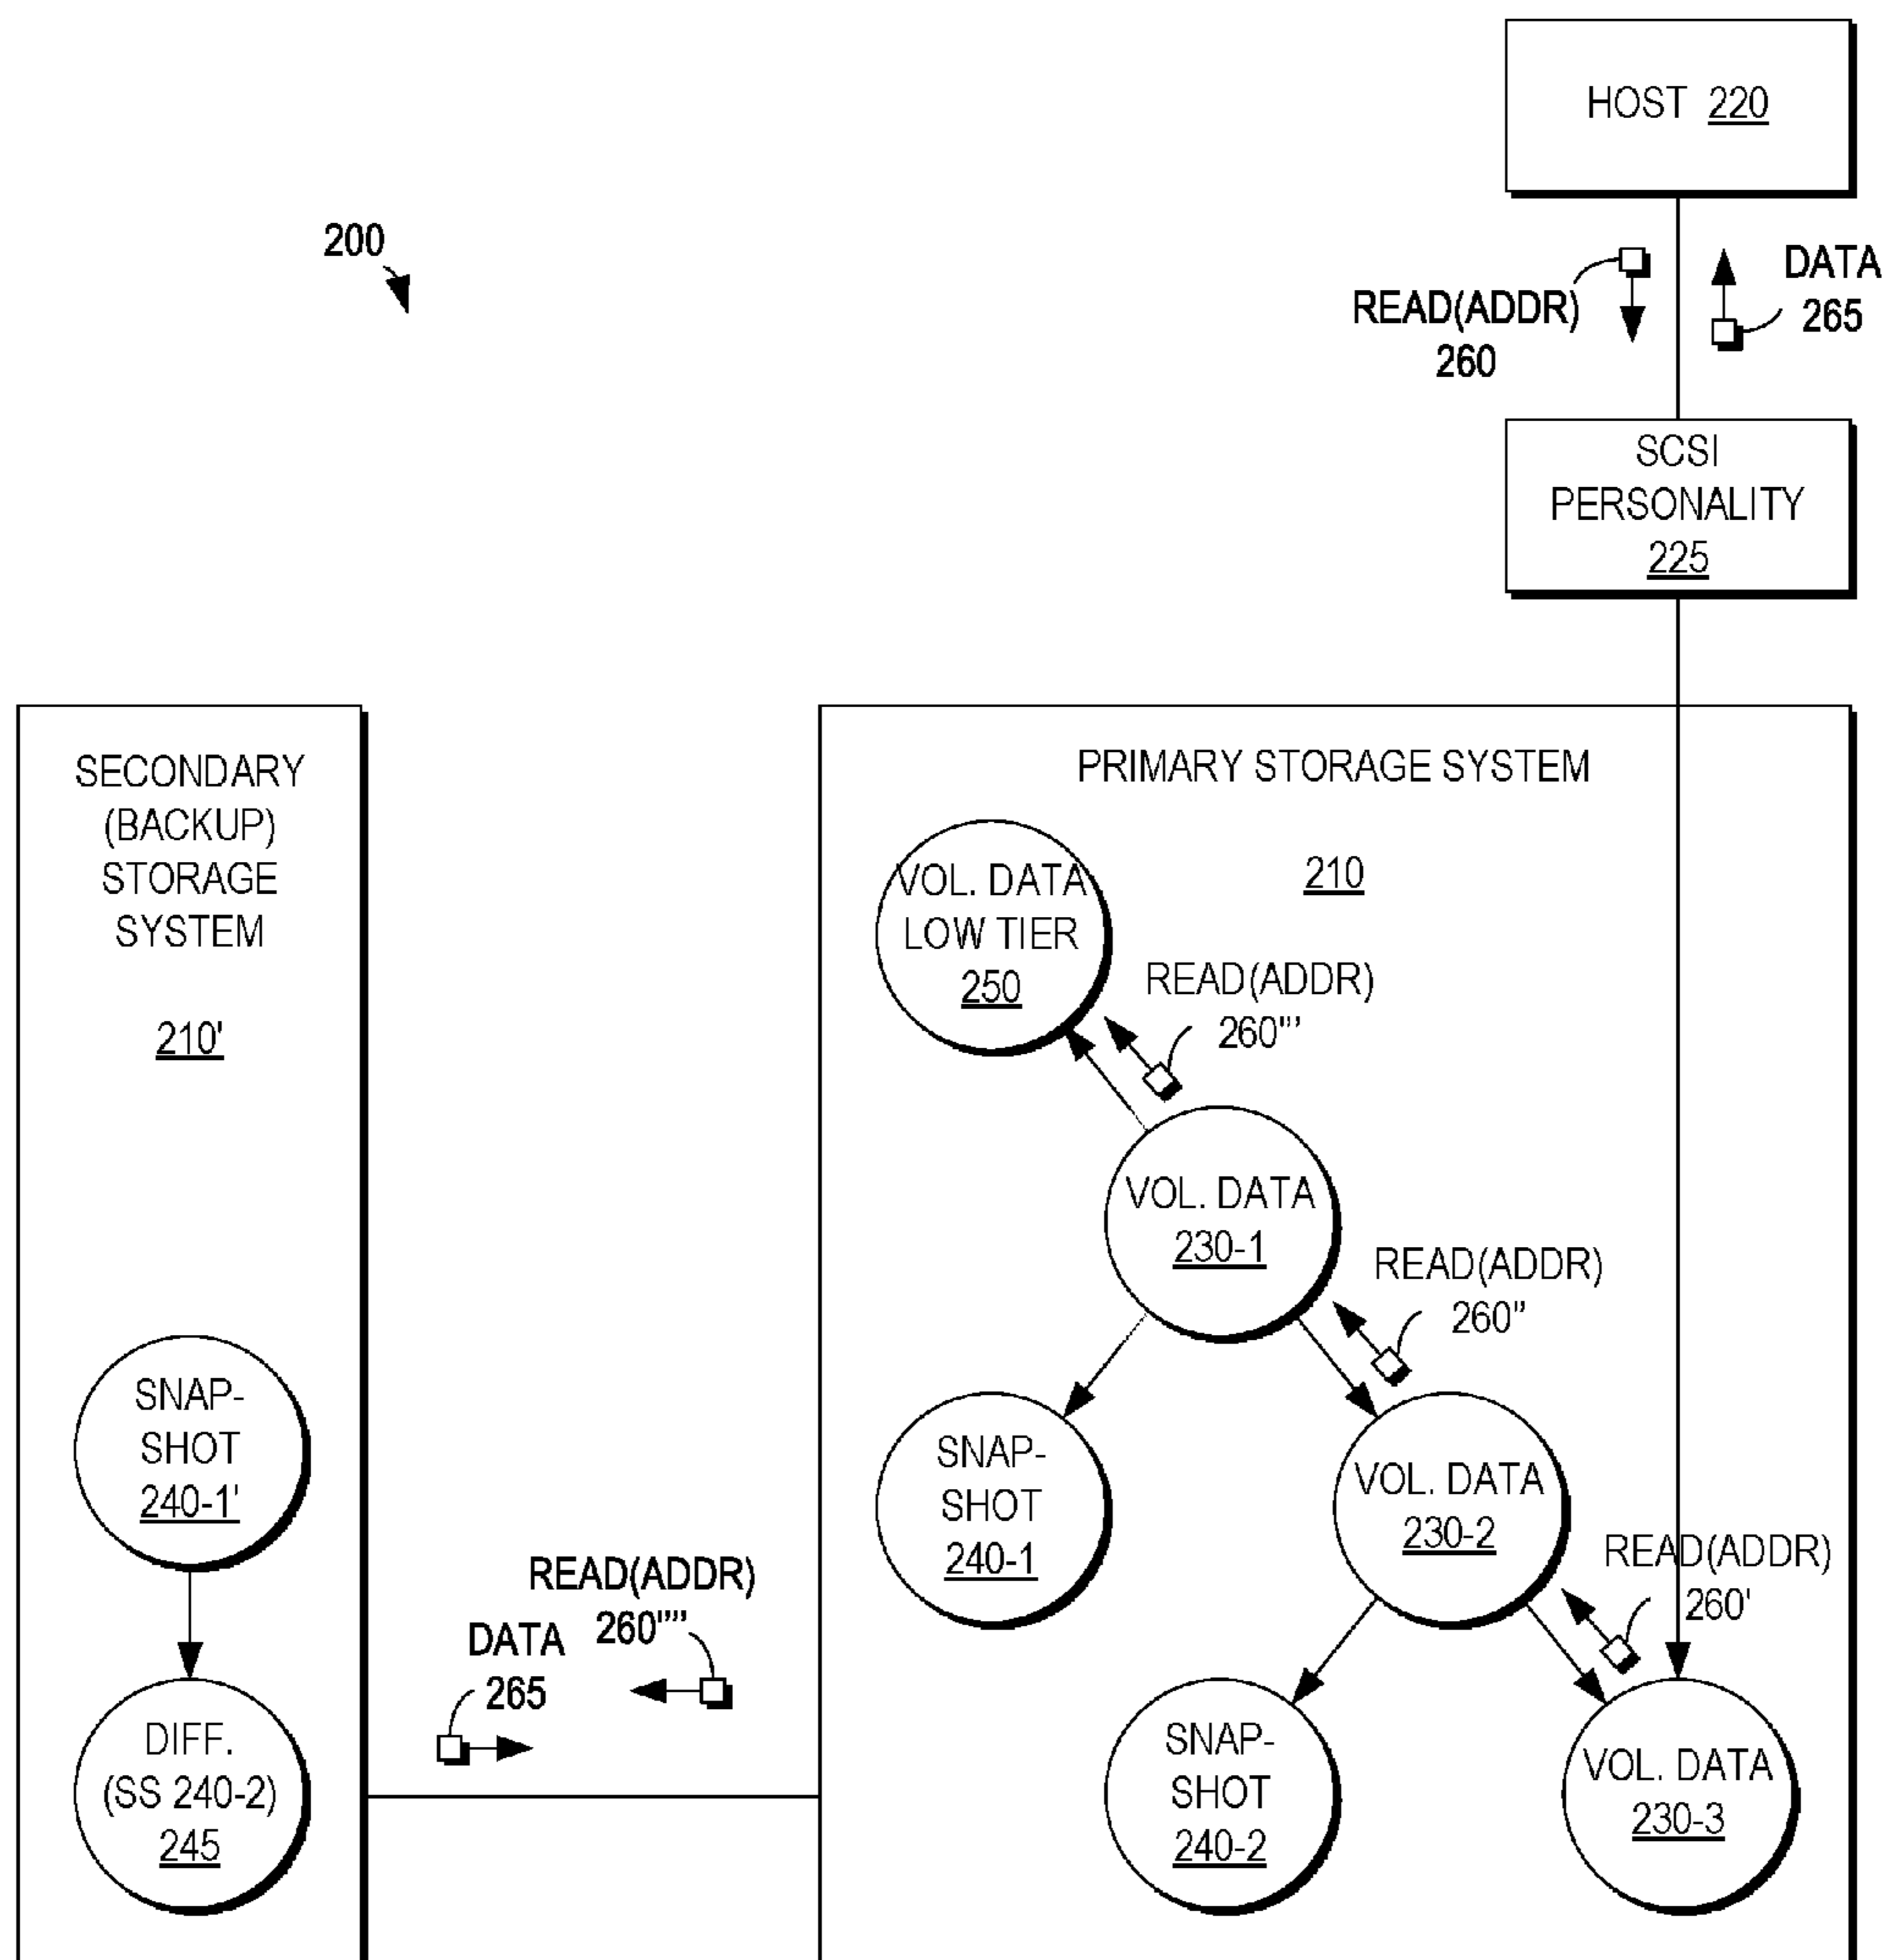 HOST 220
200
READ(ADDR)
260
DATA
265
SCSI
PERSONALITY
225
SECONDARY
(BACKUP)
STORAGE
SYSTEM
210'
SNAP-
SHOT
240-1'
DIFF.
(SS 240-2)
245
READ(ADDR)
260''''
DATA
265
PRIMARY STORAGE SYSTEM
210
VOL. DATA
LOW TIER
250
READ(ADDR)
260'''
VOL. DATA
230-1
READ(ADDR)
260''
SNAP-
SHOT
240-1
VOL. DATA
230-2
READ(ADDR)
260'
SNAP-
SHOT
240-2
VOL. DATA
230-3